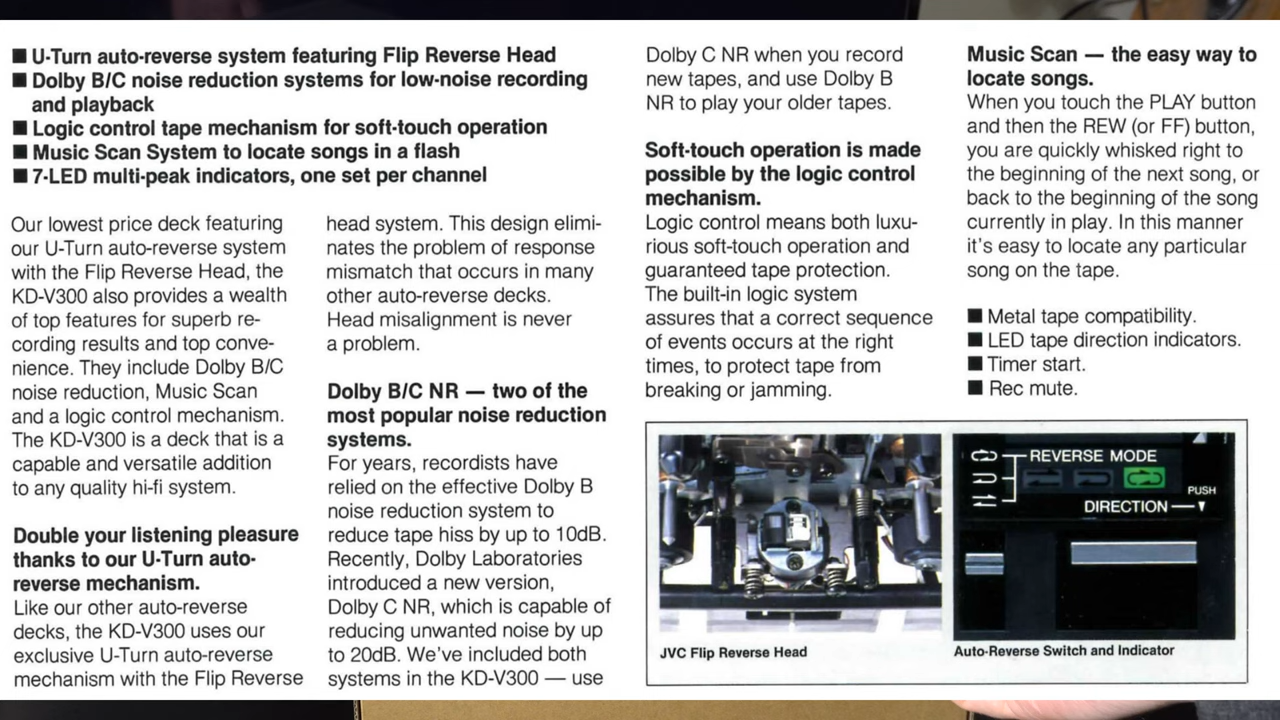 ■ U-Turn auto-reverse system featuring Flip Reverse Head
■ Dolby B/C noise reduction systems for low-noise recording
and playback
■ Logic control tape mechanism for soft-touch operation
■ Music Scan System to locate songs in a flash
■ 7-LED multi-peak indicators, one set per channel
Our lowest price deck featuring
our U-Turn auto-reverse system
with the Flip Reverse Head, the
KD-V300 also provides a wealth
of top features for superb re-
cording results and top conve-
nience. They include Dolby B/C
noise reduction, Music Scan
and a logic control mechanism.
The KD-V300 is a deck that is a
capable and versatile addition
to any quality hi-fi system.
Double your listening pleasure
thanks to our U-Turn auto-
reverse mechanism.
Like our other auto-reverse
decks, the KD-V300 uses our
exclusive U-Turn auto-reverse
mechanism with the Flip Reverse
head system. This design elimi-
nates the problem of response
mismatch that occurs in many
other auto-reverse decks.
Head misalignment is never
a problem.
Dolby B/C NR — two of the
most popular noise reduction
systems.
For years, recordists have
relied on the effective Dolby B
noise reduction system to
reduce tape hiss by up to 10dB.
Recently, Dolby Laboratories
introduced a new version,
Dolby C NR, which is capable of
reducing unwanted noise by up
to 20dB. We've included both
systems in the KD-V300 — use
Dolby C NR when you record
new tapes, and use Dolby B
NR to play your older tapes.
Soft-touch operation is made
possible by the logic control
mechanism.
Logic control means both luxu-
rious soft-touch operation and
guaranteed tape protection.
The built-in logic system
assures that a correct sequence
of events occurs at the right
times, to protect tape from
breaking or jamming.
Music Scan — the easy way to
locate songs.
When you touch the PLAY button
and then the REW (or FF) button,
you are quickly whisked right to
the beginning of the next song, or
back to the beginning of the song
currently in play. In this manner
it's easy to locate any particular
song on the tape.
■ Metal tape compatibility.
■ LED tape direction indicators.
■ Timer start.
■ Rec mute.
REVERSE MODE
PUSH
DIRECTION
JVC Flip Reverse Head
Auto-Reverse Switch and Indicator